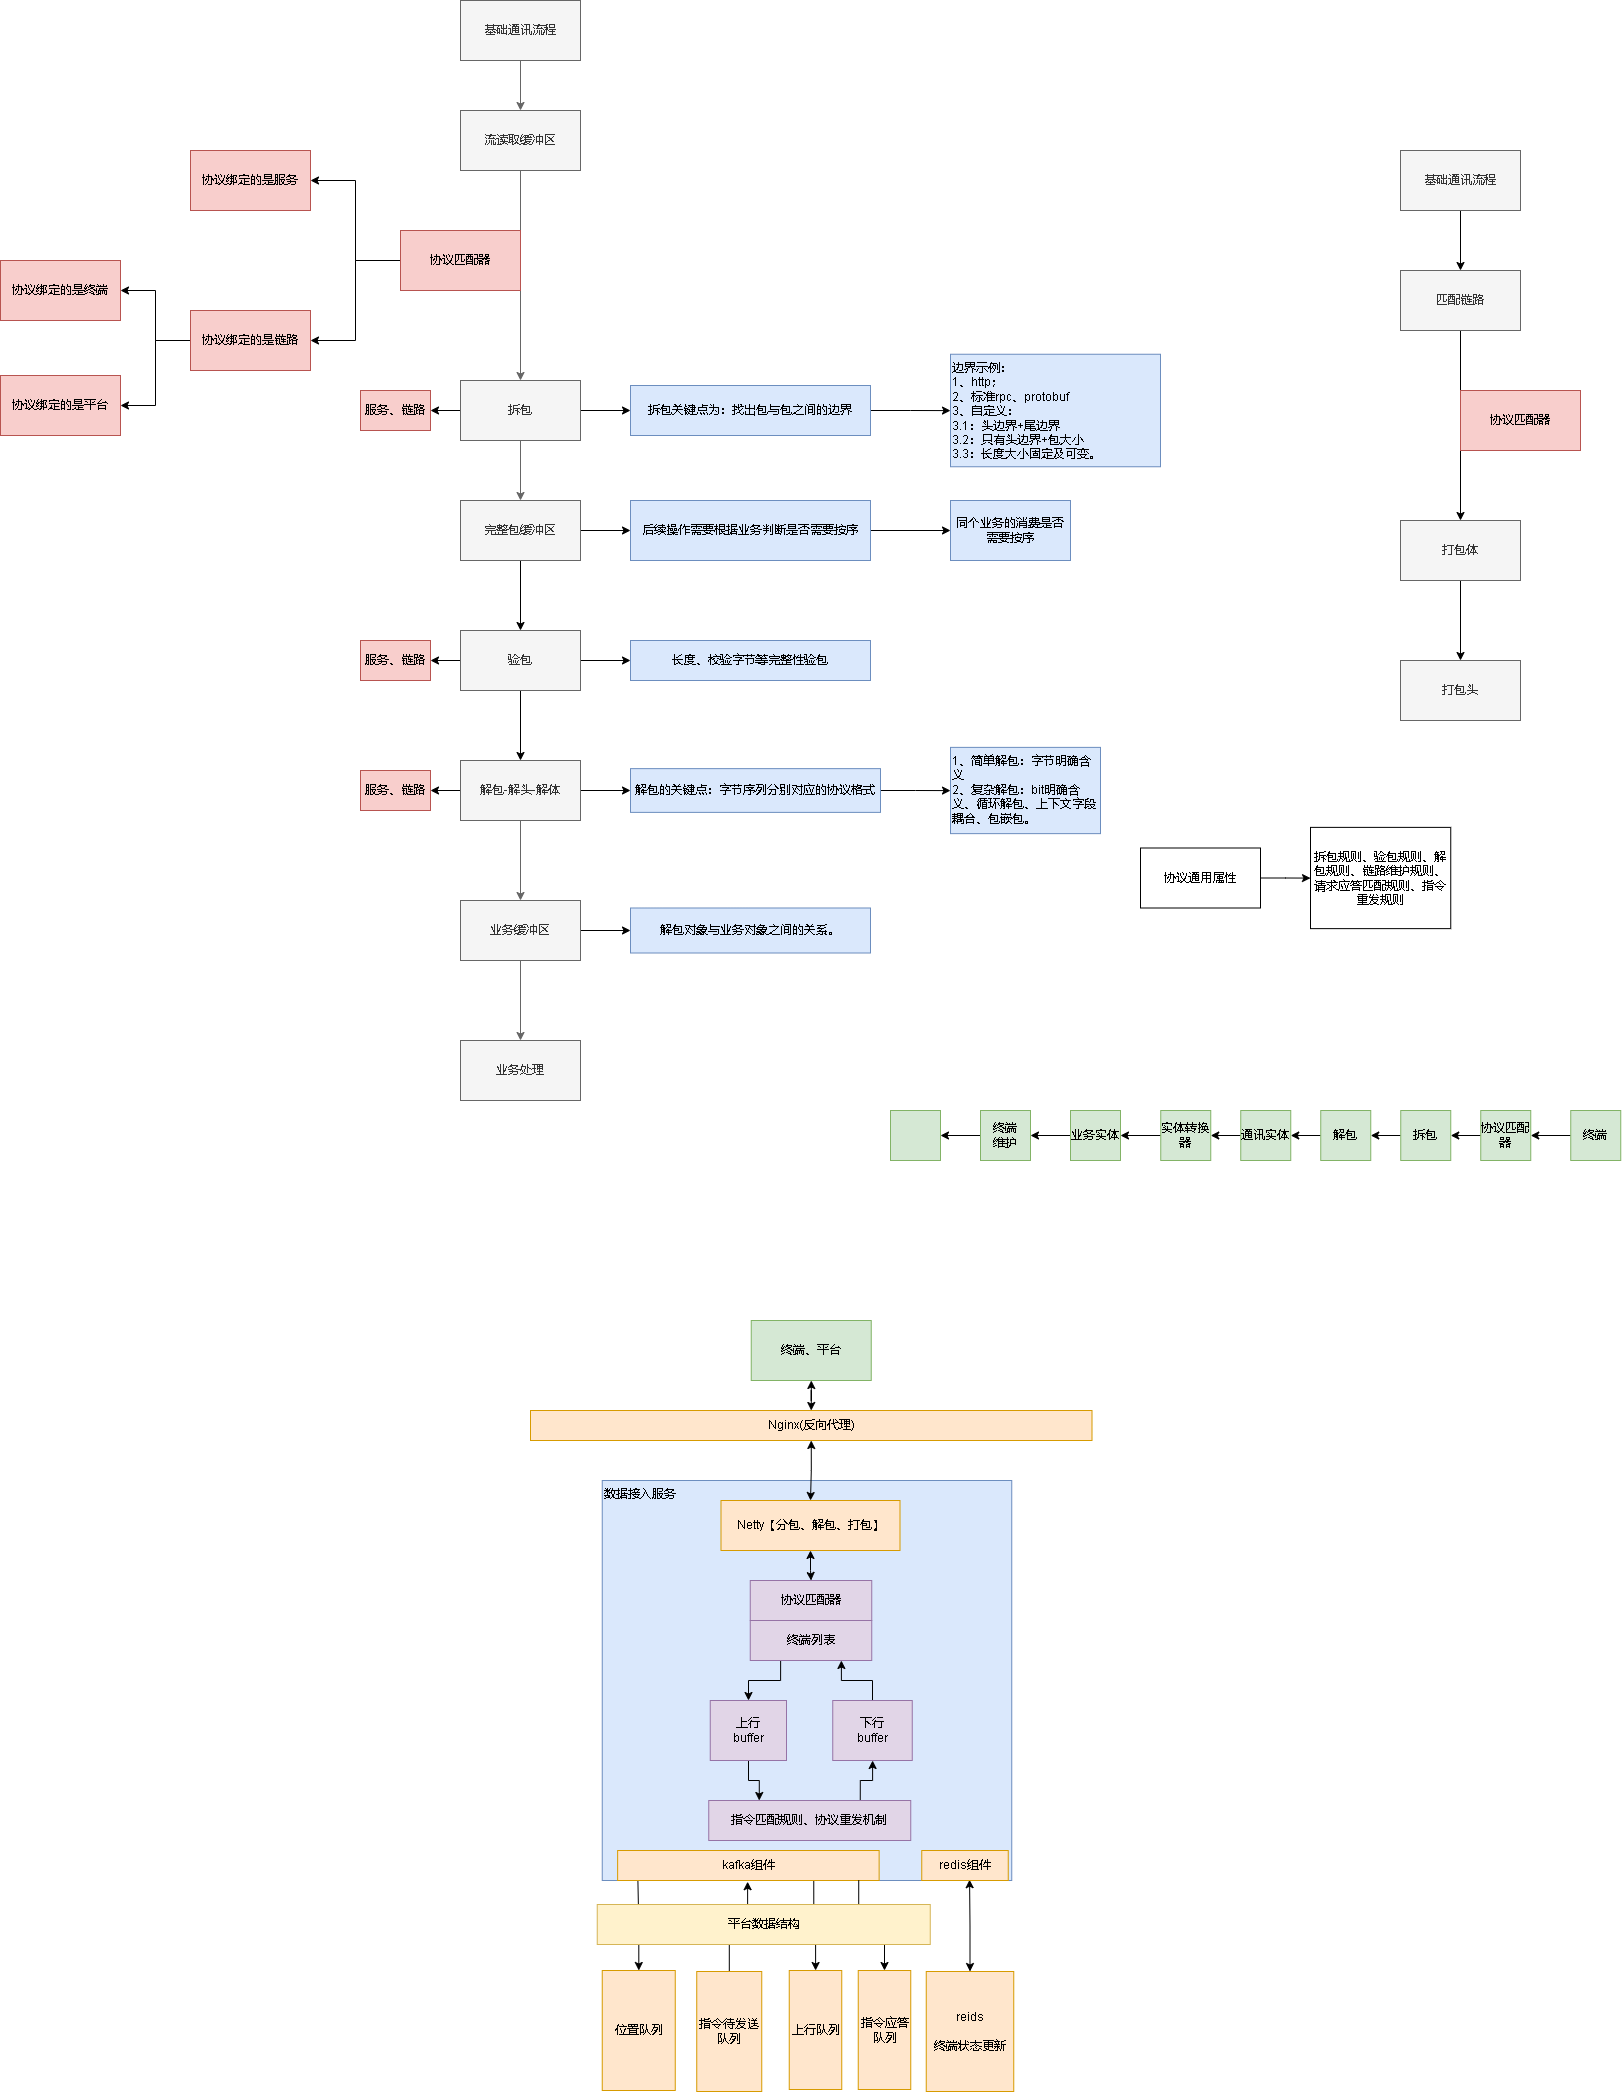 基础通讯流程
流读取缓冲区
协议绑定的是服务
协议匹配器
协议绑定的是终端
协议绑定的是链路
协议绑定的是平台
服务、链路
拆包
拆包关键点为：找出包与包之间的边界
边界示例：
1、http；
2、标准rpc、protobuf
3、自定义：
3.1：头边界+尾边界
3.2：只有头边界+包大小
3.3：长度大小固定及可变。
完整包缓冲区
后续操作需要根据业务判断是否需要按序
同个业务的消费是否
需要按序
服务、链路
验包
长度、校验字节等完整性验包
服务、链路
解包-解头-解体
解包的关键点：字节序列分别对应的协议格式
1、简单解包：字节明确含
义
2、复杂解包：bit明确含
义、循环解包、上下文字段
耦合、包嵌包。
业务缓冲区
解包对象与业务对象之间的关系。
业务处理
基础通讯流程
匹配链路
协议匹配器
打包体
打包头
协议通用属性
拆包规则、验包规则、解
包规则、链路维护规则、
请求应答匹配规则、指令
重发规则
终端
维护
业务实体
实体转换
器
通讯实体
解包
拆包
协议匹配
器
终端
终端、平台
Nginx(反向代理)
数据接入服务
Netty【分包、解包、打包】
协议匹配器
终端列表
上行
buffer
下行
buffer
指令匹配规则、协议重发机制
kafka组件
redis组件
平台数据结构
位置队列
指令待发送
队列
上行队列
指令应答
队列
reids
终端状态更新